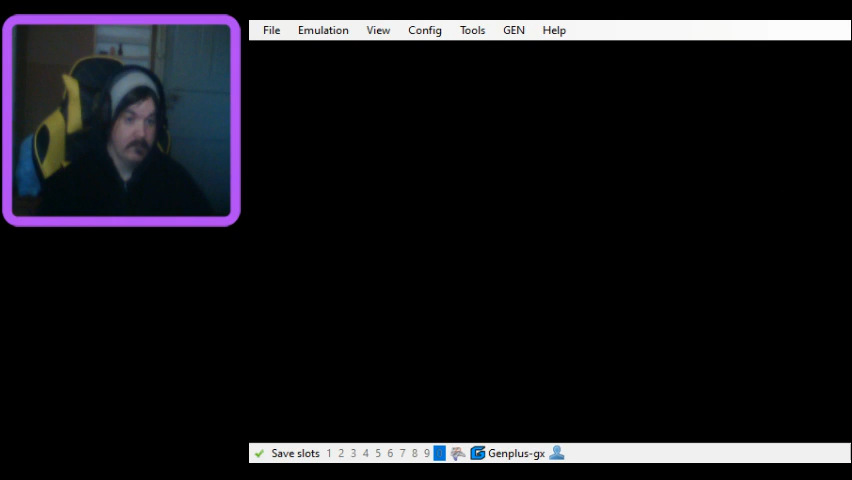 File Emulation View Config Tools GEN Help
Save slots 1 2 3 4 5 6 7 8 9 0 Genplus-gx